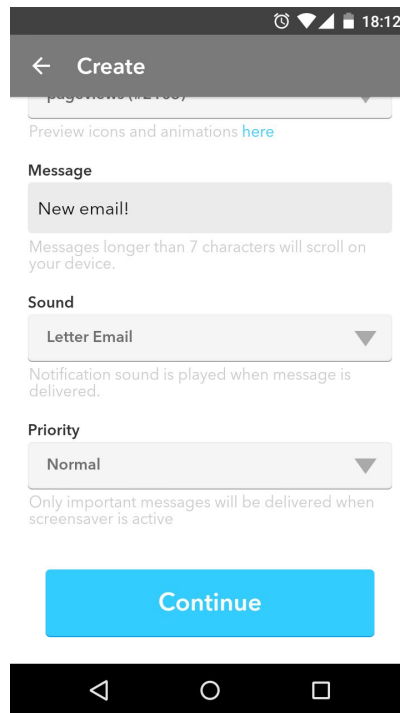 18:12
Create
Preview icons and animations here
Message
New email!
Messages longer than 7 characters will scroll on
your device.
Sound
Letter Email
Notification sound is played when message is
delivered.
Priority
Normal
Only important messages will be delivered when
screensaver is active
Continue